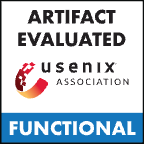 ARTIFACT
EVALUATED
usenix
ASSOCIATION
FUNCTIONAL